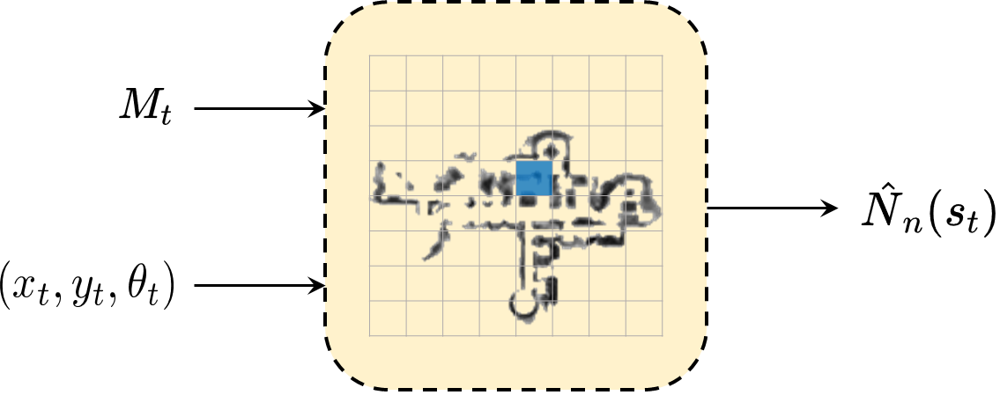 M_t
(x_t, y_t, θ_t)
N̂_n(s_t)